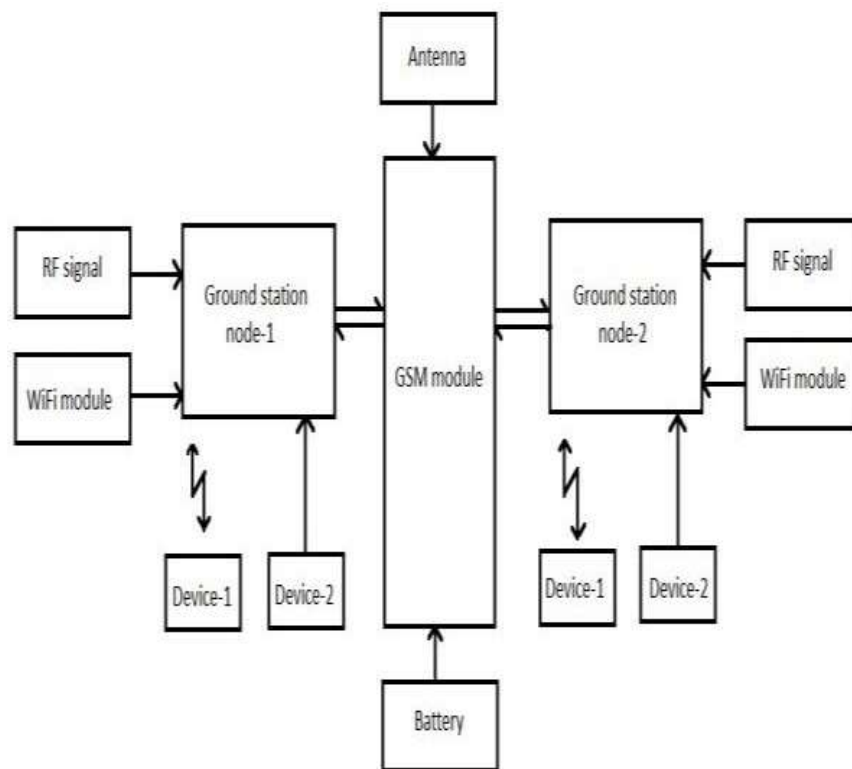 Antenna
RF signal
Ground station
node-1
WiFi module
GSM module
Ground station
node-2
RF signal
WiFi module
Device-1
Device-2
Device-1
Device-2
Battery